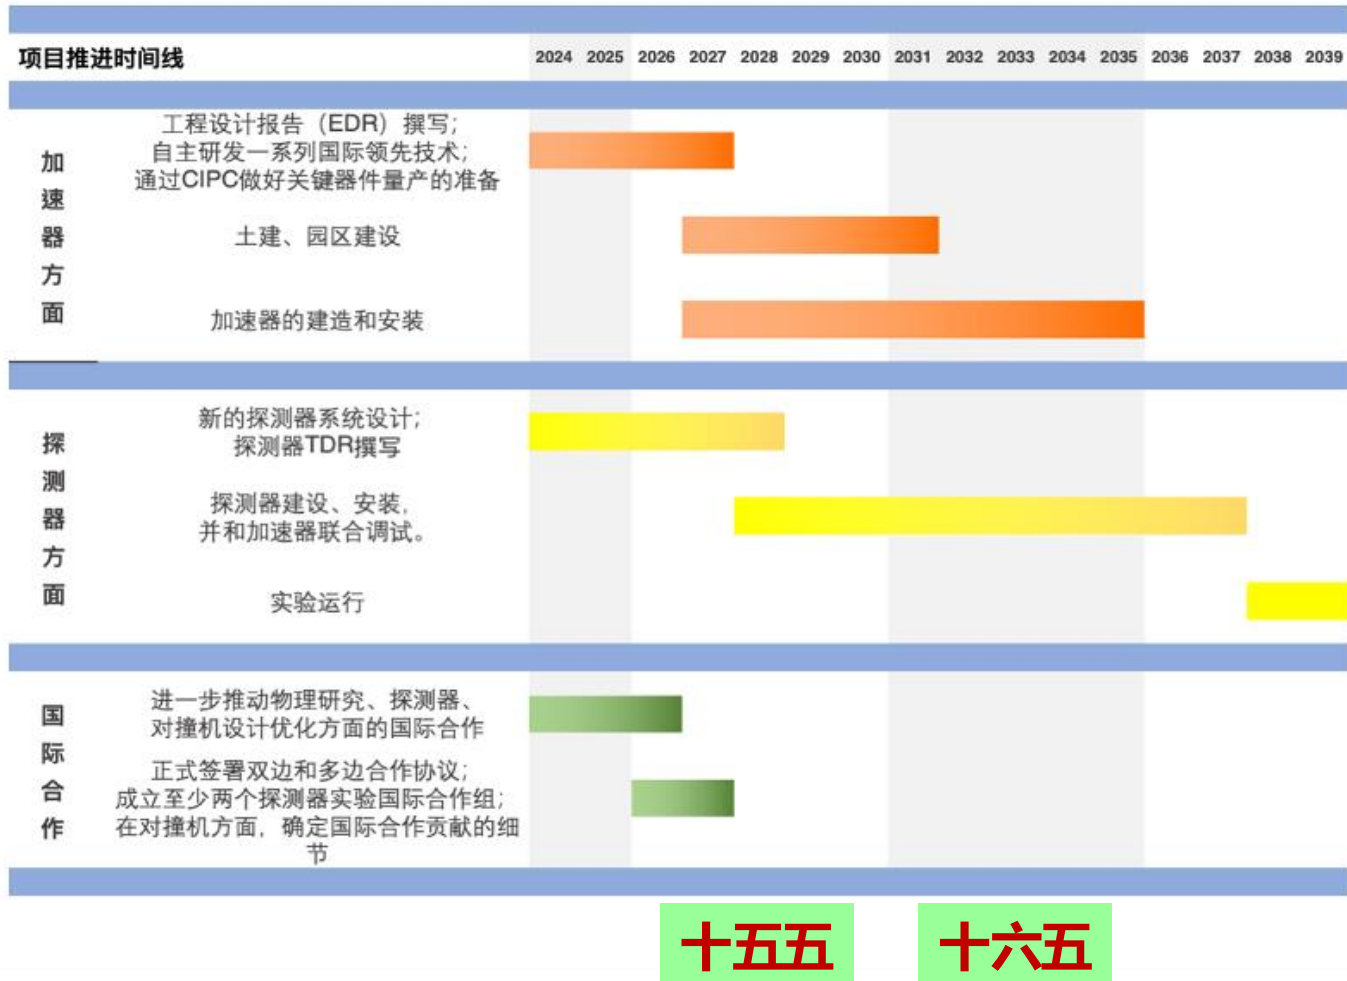 项目推进时间线 2024 2025 2026 2027 2028 2029 2030 2031 2032 2033 2034 2035 2036 2037 2038 2039
加速器方面
工程设计报告（EDR）撰写；
自主研发一系列国际领先技术；
通过CIPC做好关键器件量产的准备
土建、园区建设
加速器的建造和安装
探测器方面
新的探测器系统设计；
探测器TDR撰写
探测器建设、安装，
并和加速器联合调试。
实验运行
国际合作
进一步推动物理研究、探测器、
对撞机设计优化方面的国际合作
正式签署双边和多边合作协议；
成立至少两个探测器实验国际合作组；
在对撞机方面，确定国际合作贡献的细
节
十五五 十六五